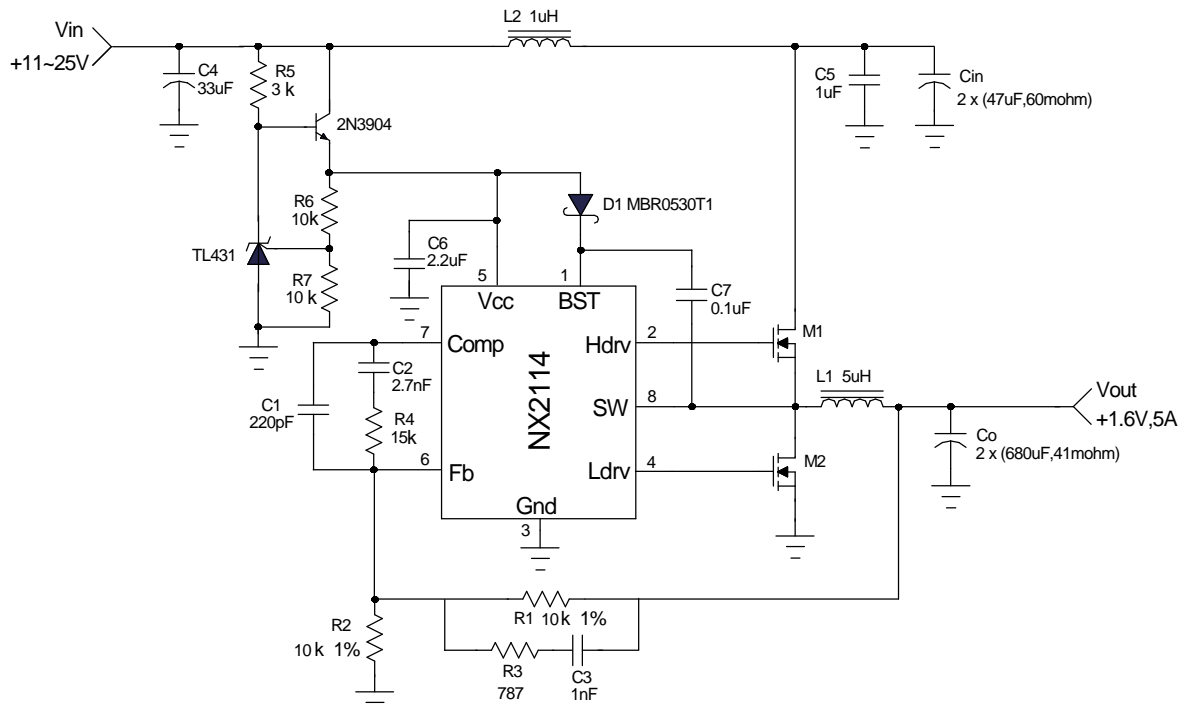 L2 1uH
Vin
+11~25V
C4
33uF
R5
3 k
C5
1uF
Cin
2 x (47uF,60mohm)
2N3904
R6
10k
D1 MBR0530T1
TL431
C6
2.2uF
R7
10 k
5
1
C7
0.1uF
Vcc
BST
7
Comp
2
Hdrv
M1
C2
2.7nF
NX2114
L1 5uH
Vout
+1.6V,5A
C1
220pF
R4
15k
8
SW
Co
2 x (680uF,41mohm)
6
Fb
4
Ldrv
M2
Gnd
3
R1 10k 1%
R2
10k 1%
R3
787
C3
1nF